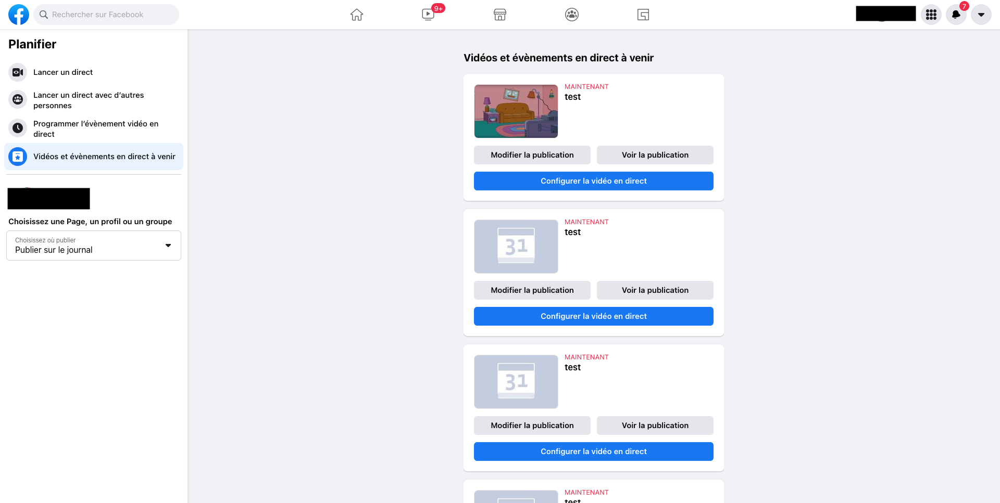 Rechercher sur Facebook
9+
7
Planifier
Lancer un direct
Lancer un direct avec d’autres
personnes
Programmer l’évènement vidéo en
direct
Vidéos et évènements en direct à venir
Choisissez une Page, un profil ou un groupe
Choisissez où publier
Publier sur le journal
Vidéos et évènements en direct à venir
MAINTENANT
test
Modifier la publication
Voir la publication
Configurer la vidéo en direct
MAINTENANT
test
31
Modifier la publication
Voir la publication
Configurer la vidéo en direct
MAINTENANT
test
31
Modifier la publication
Voir la publication
Configurer la vidéo en direct
MAINTENANT
test